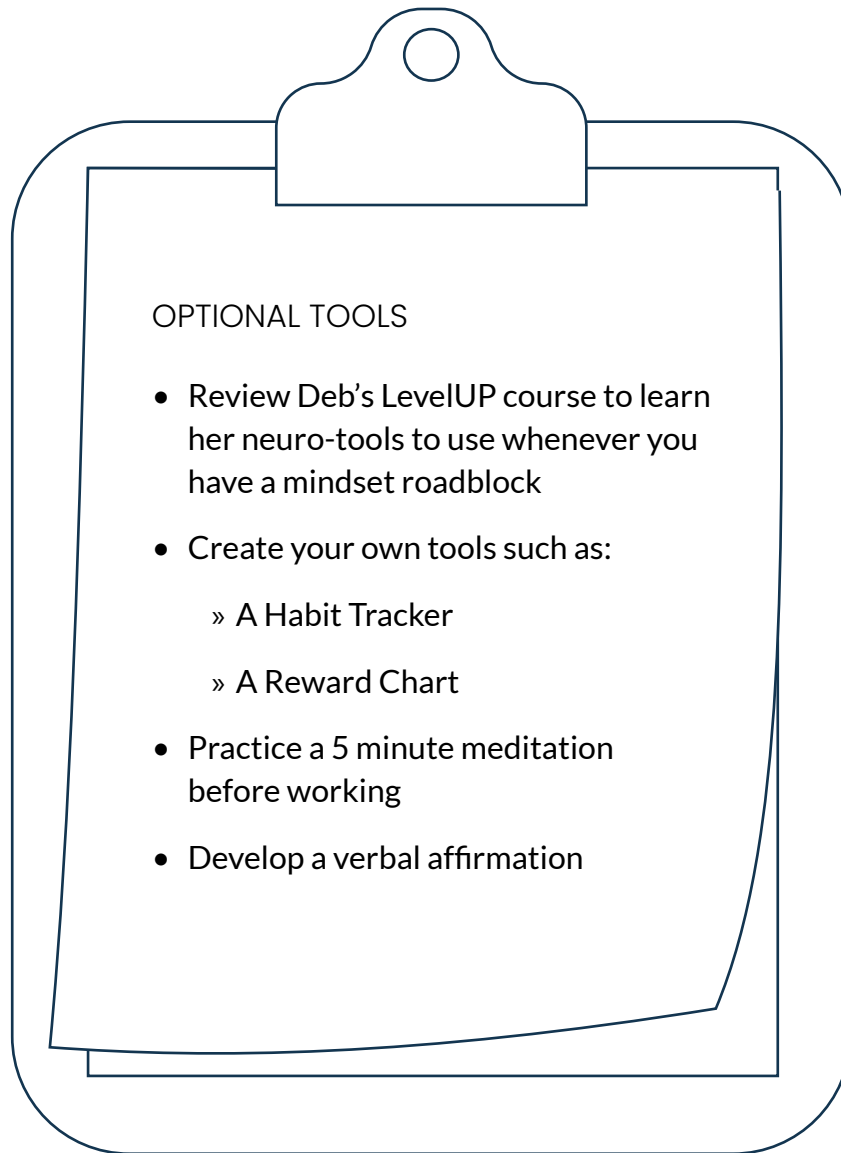 OPTIONAL TOOLS
• Review Deb’s LevelUP course to learn
her neuro-tools to use whenever you
have a mindset roadblock
• Create your own tools such as:
» A Habit Tracker
» A Reward Chart
• Practice a 5 minute meditation
before working
• Develop a verbal affirmation